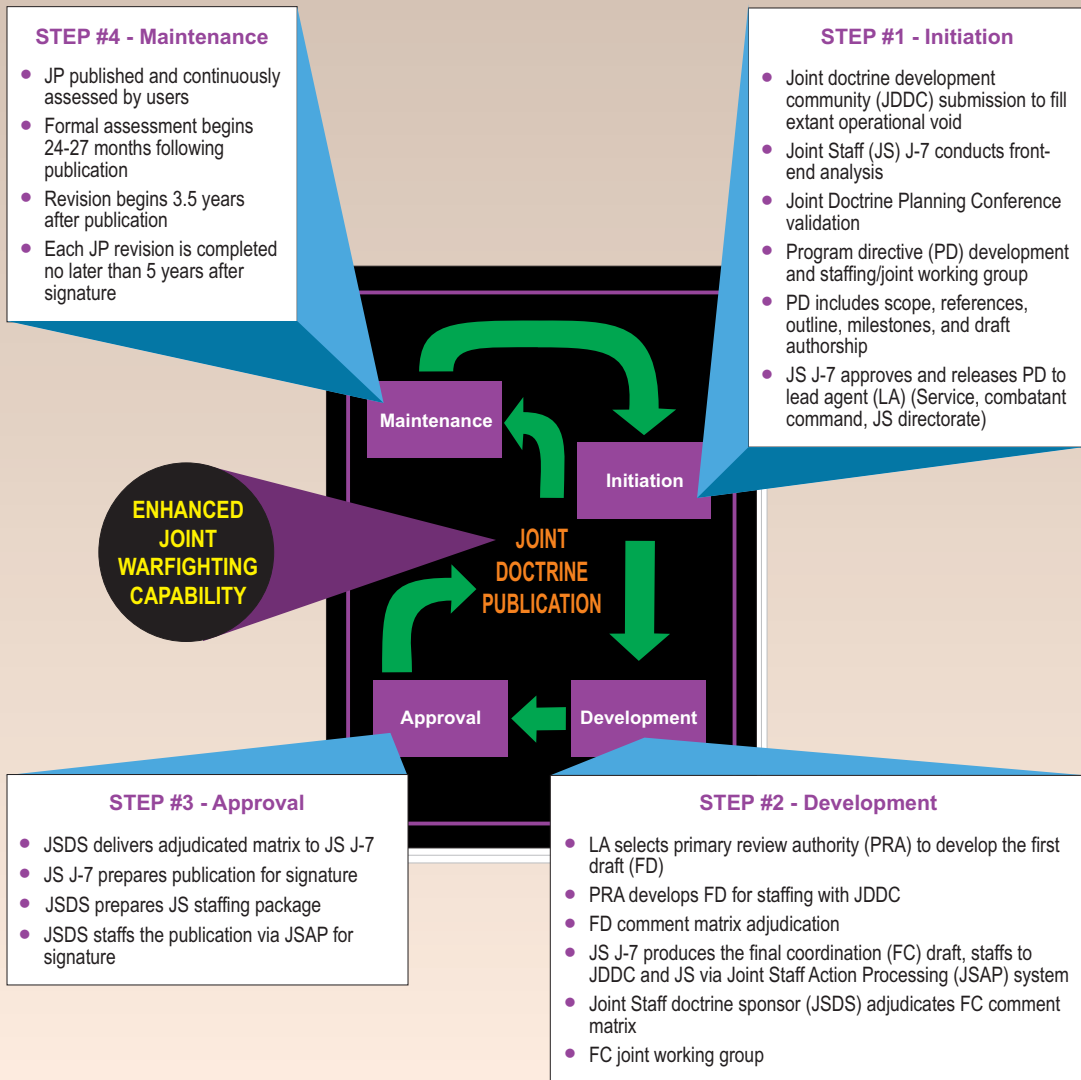 STEP #4 - Maintenance
• JP published and continuously
assessed by users
• Formal assessment begins
24-27 months following
publication
• Revision begins 3.5 years
after publication
• Each JP revision is completed
no later than 5 years after
signature
STEP #1 - Initiation
• Joint doctrine development
community (JDDC) submission to fill
extant operational void
• Joint Staff (JS) J-7 conducts front-
end analysis
• Joint Doctrine Planning Conference
validation
• Program directive (PD) development
and staffing/joint working group
• PD includes scope, references,
outline, milestones, and draft
authorship
• JS J-7 approves and releases PD to
lead agent (LA) (Service, combatant
command, JS directorate)
Maintenance
Initiation
ENHANCED
JOINT
WARFIGHTING
CAPABILITY
JOINT
DOCTRINE
PUBLICATION
Approval
Development
STEP #3 - Approval
• JSDS delivers adjudicated matrix to JS J-7
• JS J-7 prepares publication for signature
• JSDS prepares JS staffing package
• JSDS staffs the publication via JSAP for
signature
STEP #2 - Development
• LA selects primary review authority (PRA) to develop the first
draft (FD)
• PRA develops FD for staffing with JDDC
• FD comment matrix adjudication
• JS J-7 produces the final coordination (FC) draft, staffs to
JDDC and JS via Joint Staff Action Processing (JSAP) system
• Joint Staff doctrine sponsor (JSDS) adjudicates FC comment
matrix
• FC joint working group